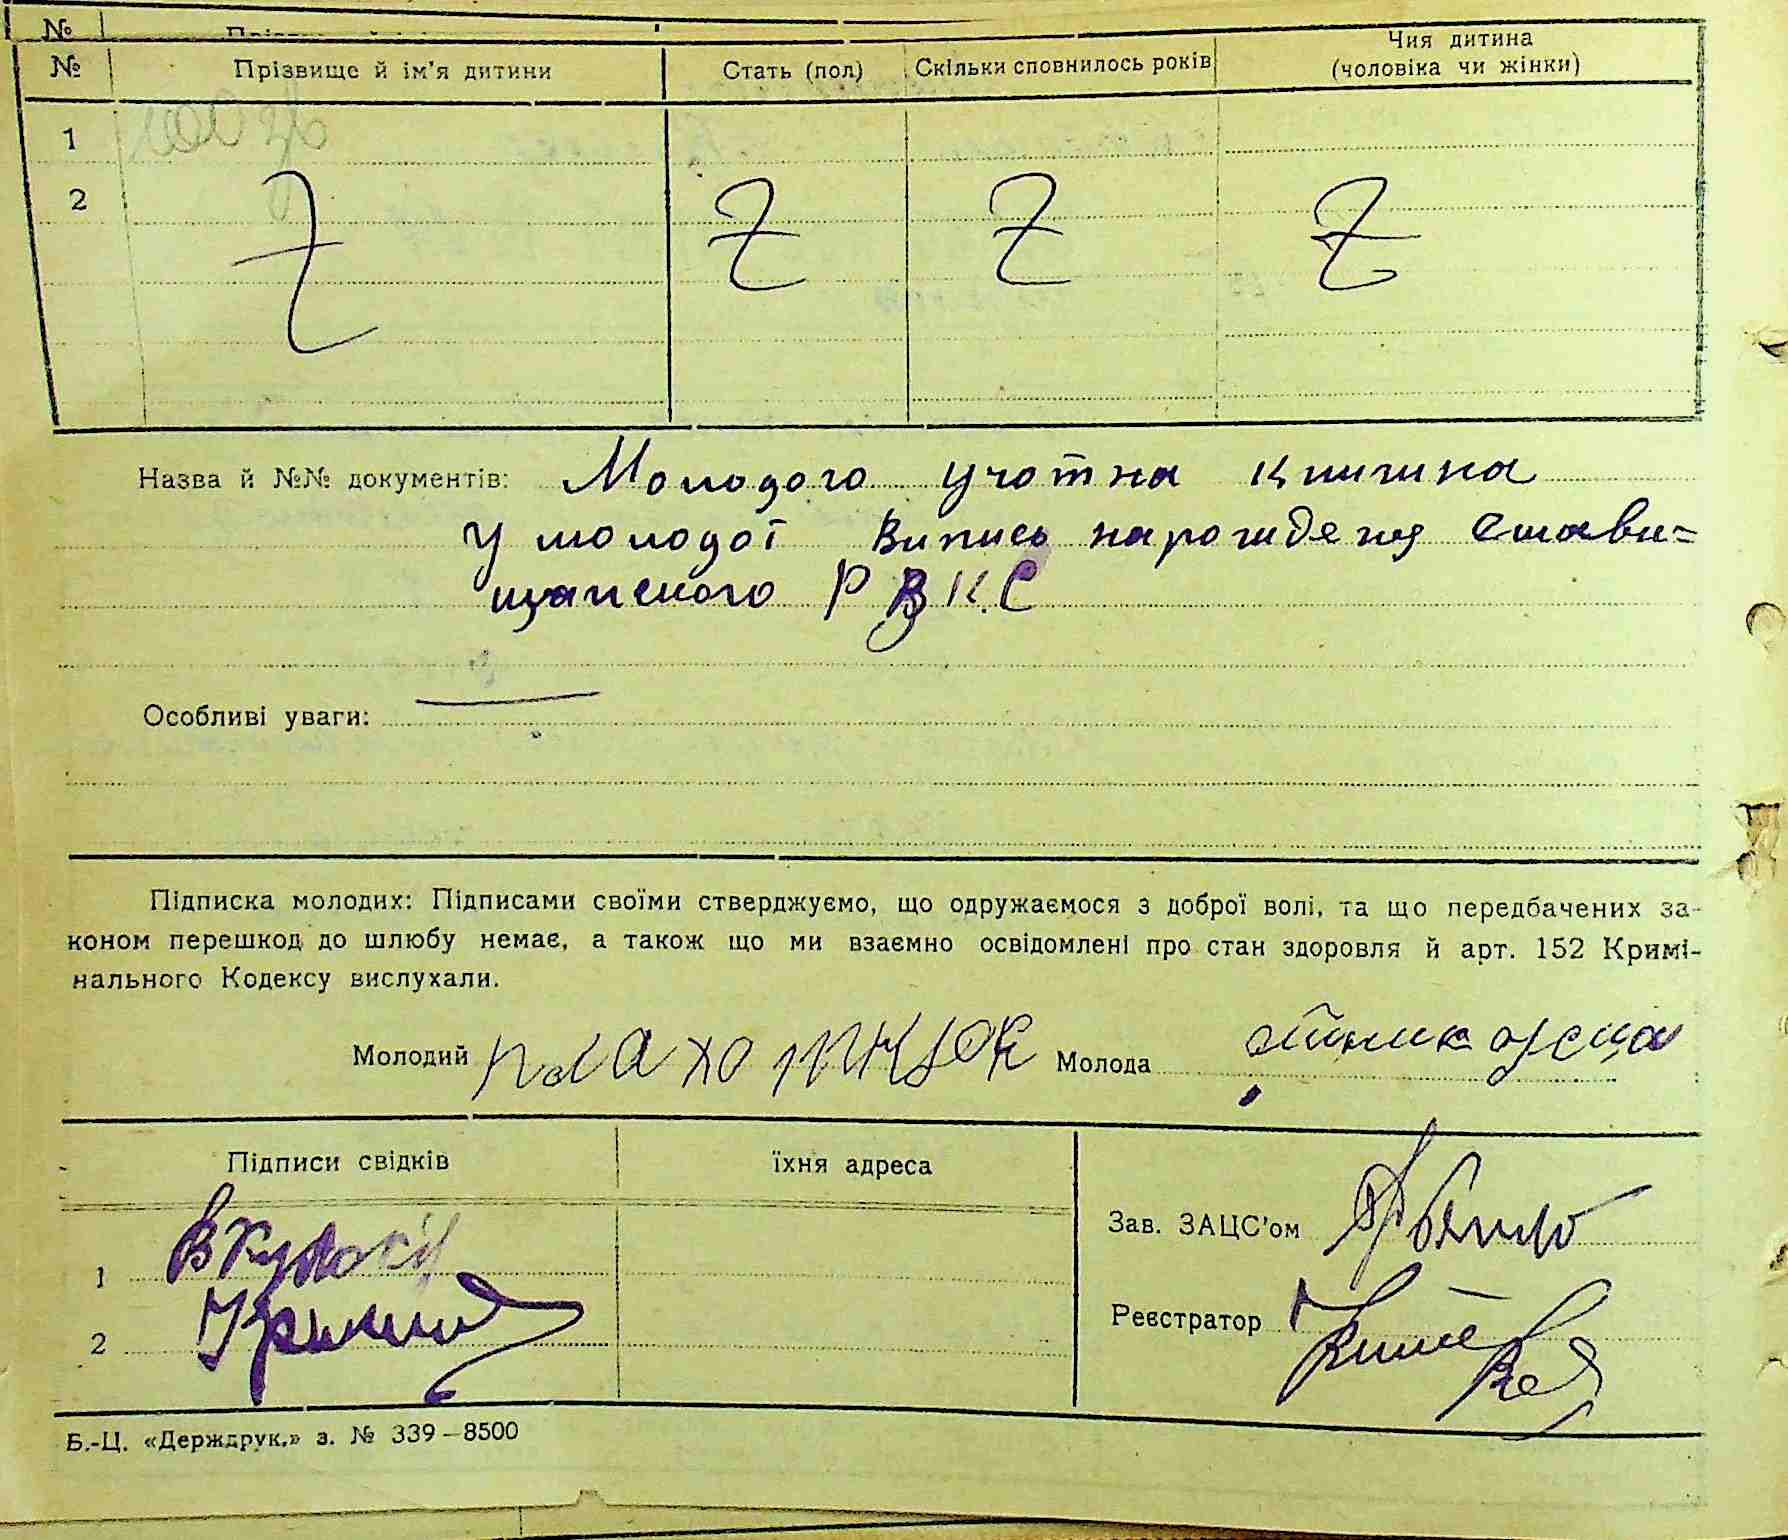 №
№ Прізвище й ім'я дитини Стать (пол) Скільки сповнилось років Чия дитина (чоловіка чи жінки)
1
2
Z Z Z Z
Назва й №№ документів: Молодого учотна книжка
У молодої Випись народження Стави=
щанского Р В К С
Особливі уваги:
Підписка молодих: Підписами своїми стверджуємо, що одружаємося з доброї волі, та що передбачених за-
коном перешкод до шлюбу немає, а також що ми взаємно освідомлені про стан здоровля й арт. 152 Кримі-
нального Кодексу вислухали.
Молодий Молода
Підписи свідків їхня адреса
Зав. ЗАЦС'ом
1
Реєстратор
2
Б.-Ц. «Держдрук.» з. № 339—8500